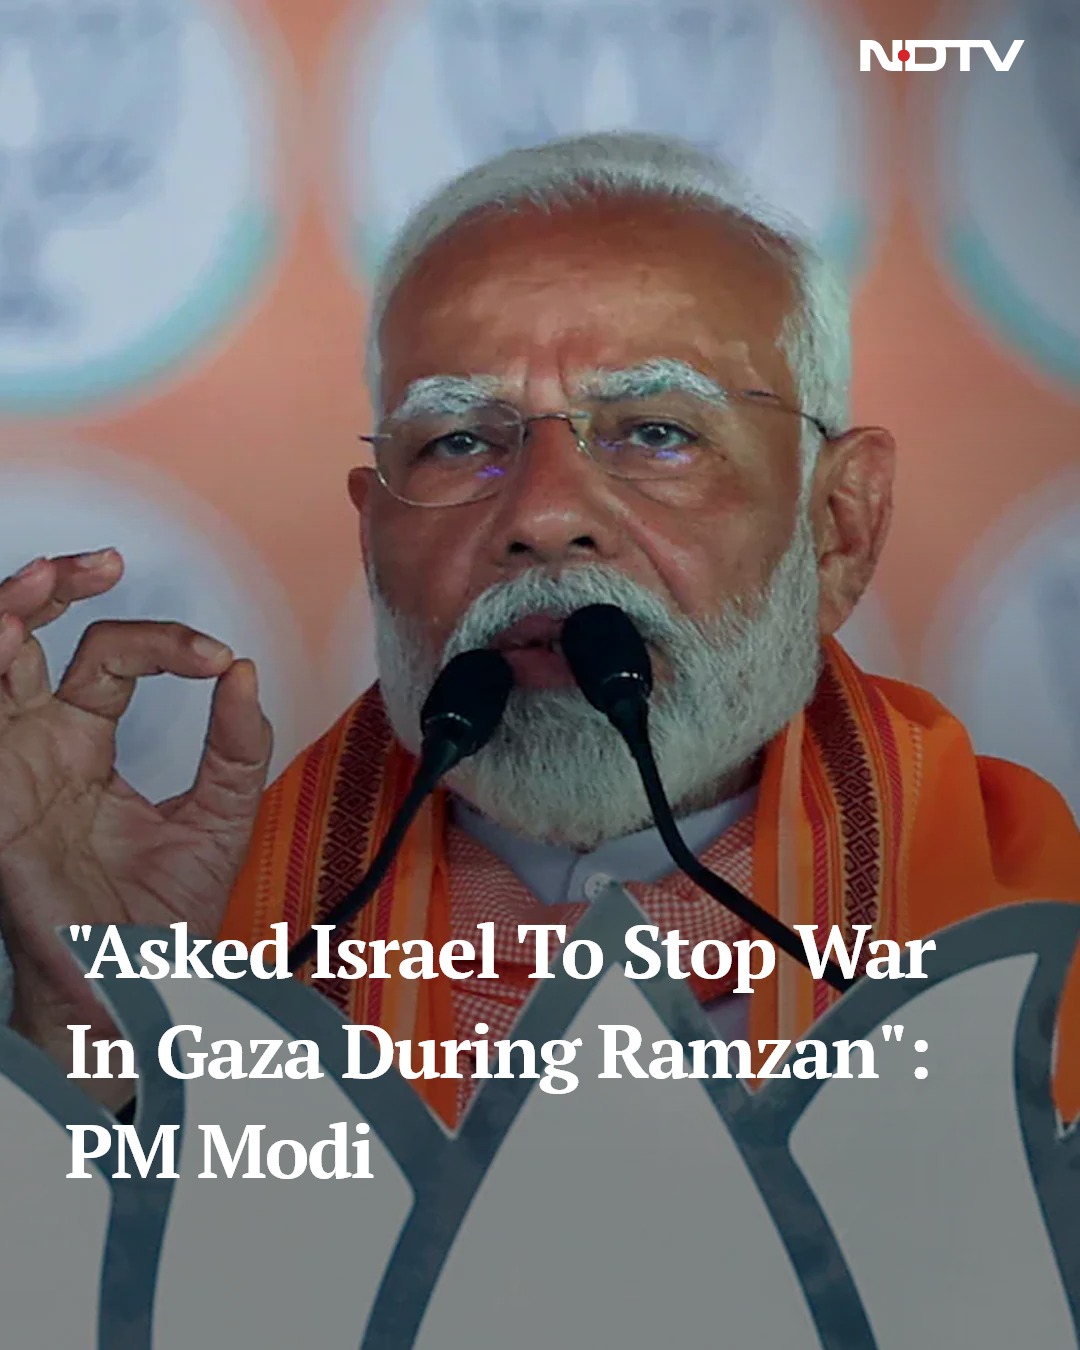 NDTV
"Asked Israel To Stop War
In Gaza During Ramzan":
PM Modi